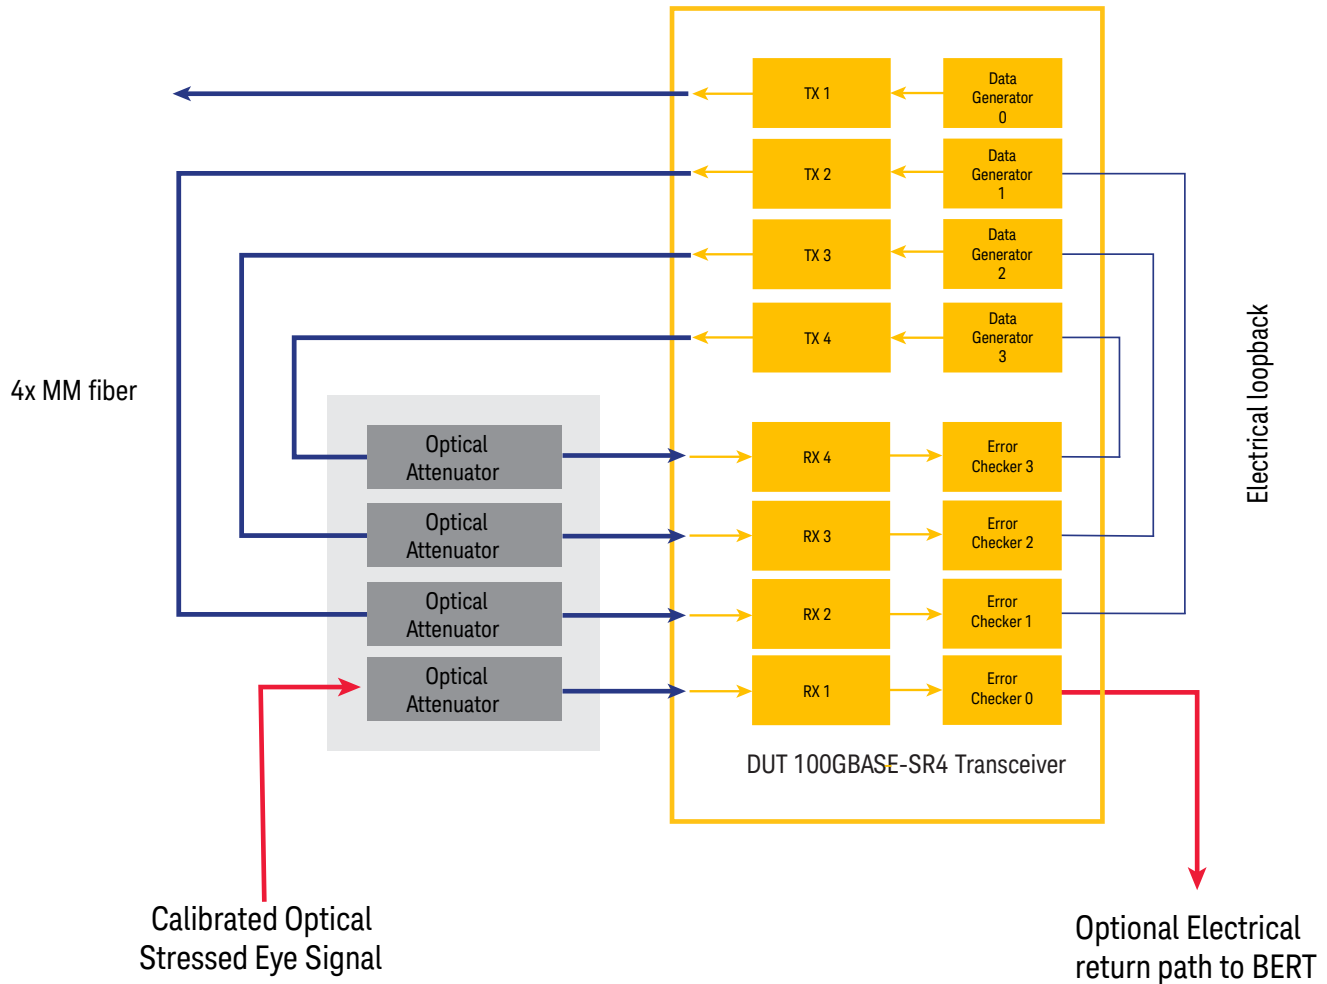 TX 1
Data
Generator
0
TX 2
Data
Generator
1
TX 3
Data
Generator
2
TX 4
Data
Generator
3
4x MM fiber
Electrical loopback
Optical
Attenuator
RX 4
Error
Checker 3
Optical
Attenuator
RX 3
Error
Checker 2
Optical
Attenuator
RX 2
Error
Checker 1
Optical
Attenuator
RX 1
Error
Checker 0
DUT 100GBASE-SR4 Transceiver
Calibrated Optical
Stressed Eye Signal
Optional Electrical
return path to BERT